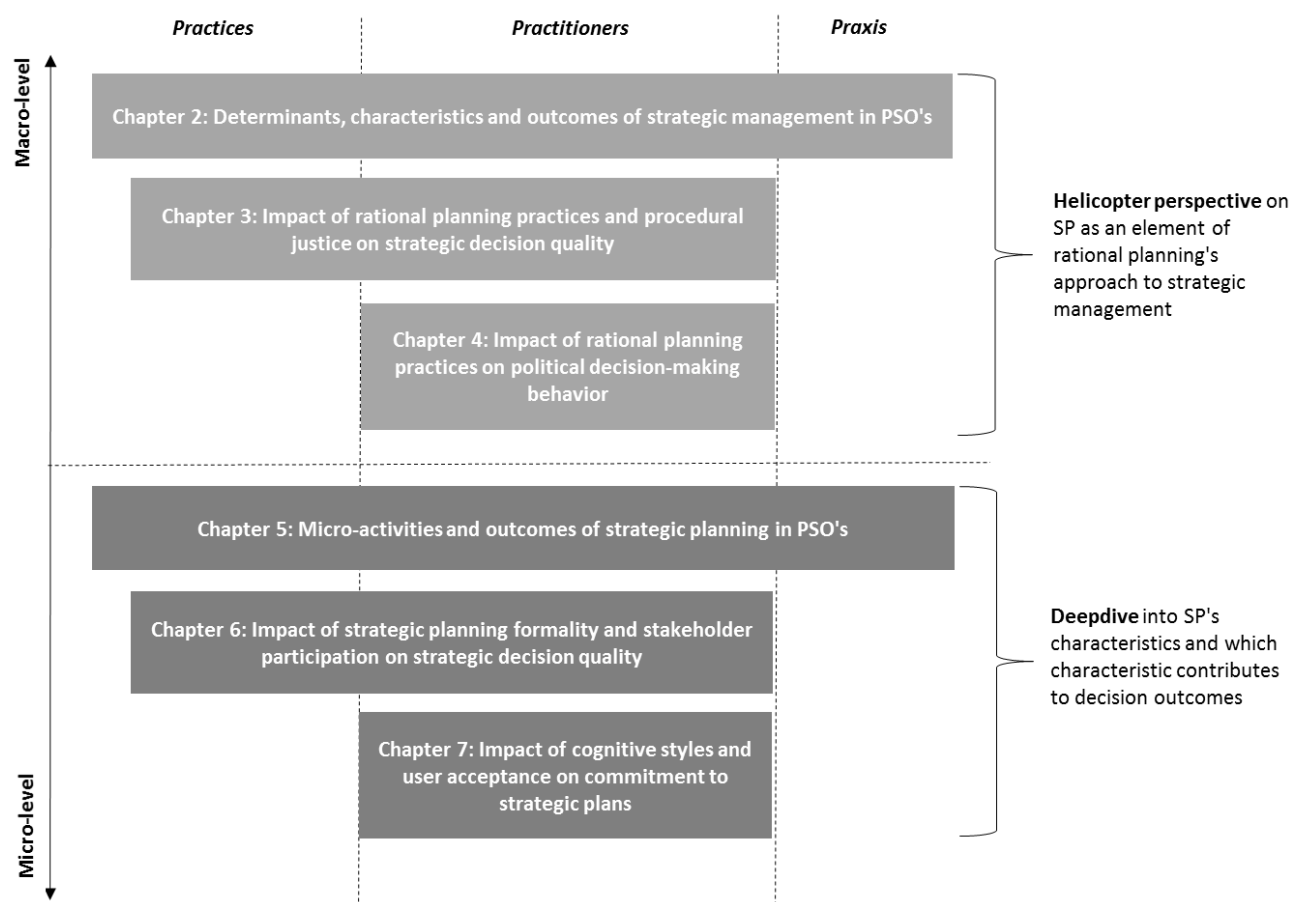 Practices
Practitioners
Praxis
Macro-level
Chapter 2: Determinants, characteristics and outcomes of strategic management in PSO's
Chapter 3: Impact of rational planning practices and procedural
justice on strategic decision quality
Chapter 4: Impact of rational planning
practices on political decision-making
behavior
Helicopter perspective on
SP as an element of
rational planning's
approach to strategic
management
Chapter 5: Micro-activities and outcomes of strategic planning in PSO's
Chapter 6: Impact of strategic planning formality and stakeholder
participation on strategic decision quality
Chapter 7: Impact of cognitive styles and
user acceptance on commitment to
strategic plans
Deepdive into SP's
characteristics and which
characteristic contributes
to decision outcomes
Micro-level